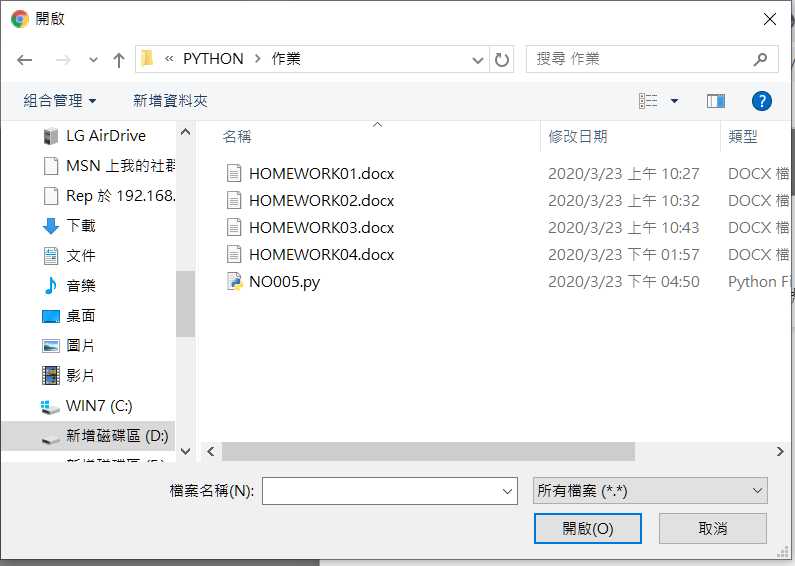 開啟
« PYTHON › 作業
搜尋 作業
組合管理 新增資料夾
LG AirDrive
MSN 上我的社群
Rep 於 192.168.
下載
文件
音樂
桌面
圖片
影片
WIN7 (C:)
新增磁碟區 (D:)
名稱 修改日期 類型
HOMEWORK01.docx 2020/3/23 上午 10:27 DOCX 檔
HOMEWORK02.docx 2020/3/23 上午 10:32 DOCX 檔
HOMEWORK03.docx 2020/3/23 上午 10:43 DOCX 檔
HOMEWORK04.docx 2020/3/23 下午 01:57 DOCX 檔
NO005.py 2020/3/23 下午 04:50 Python Fi
檔案名稱(N):
所有檔案 (*.*)
開啟(O) 取消